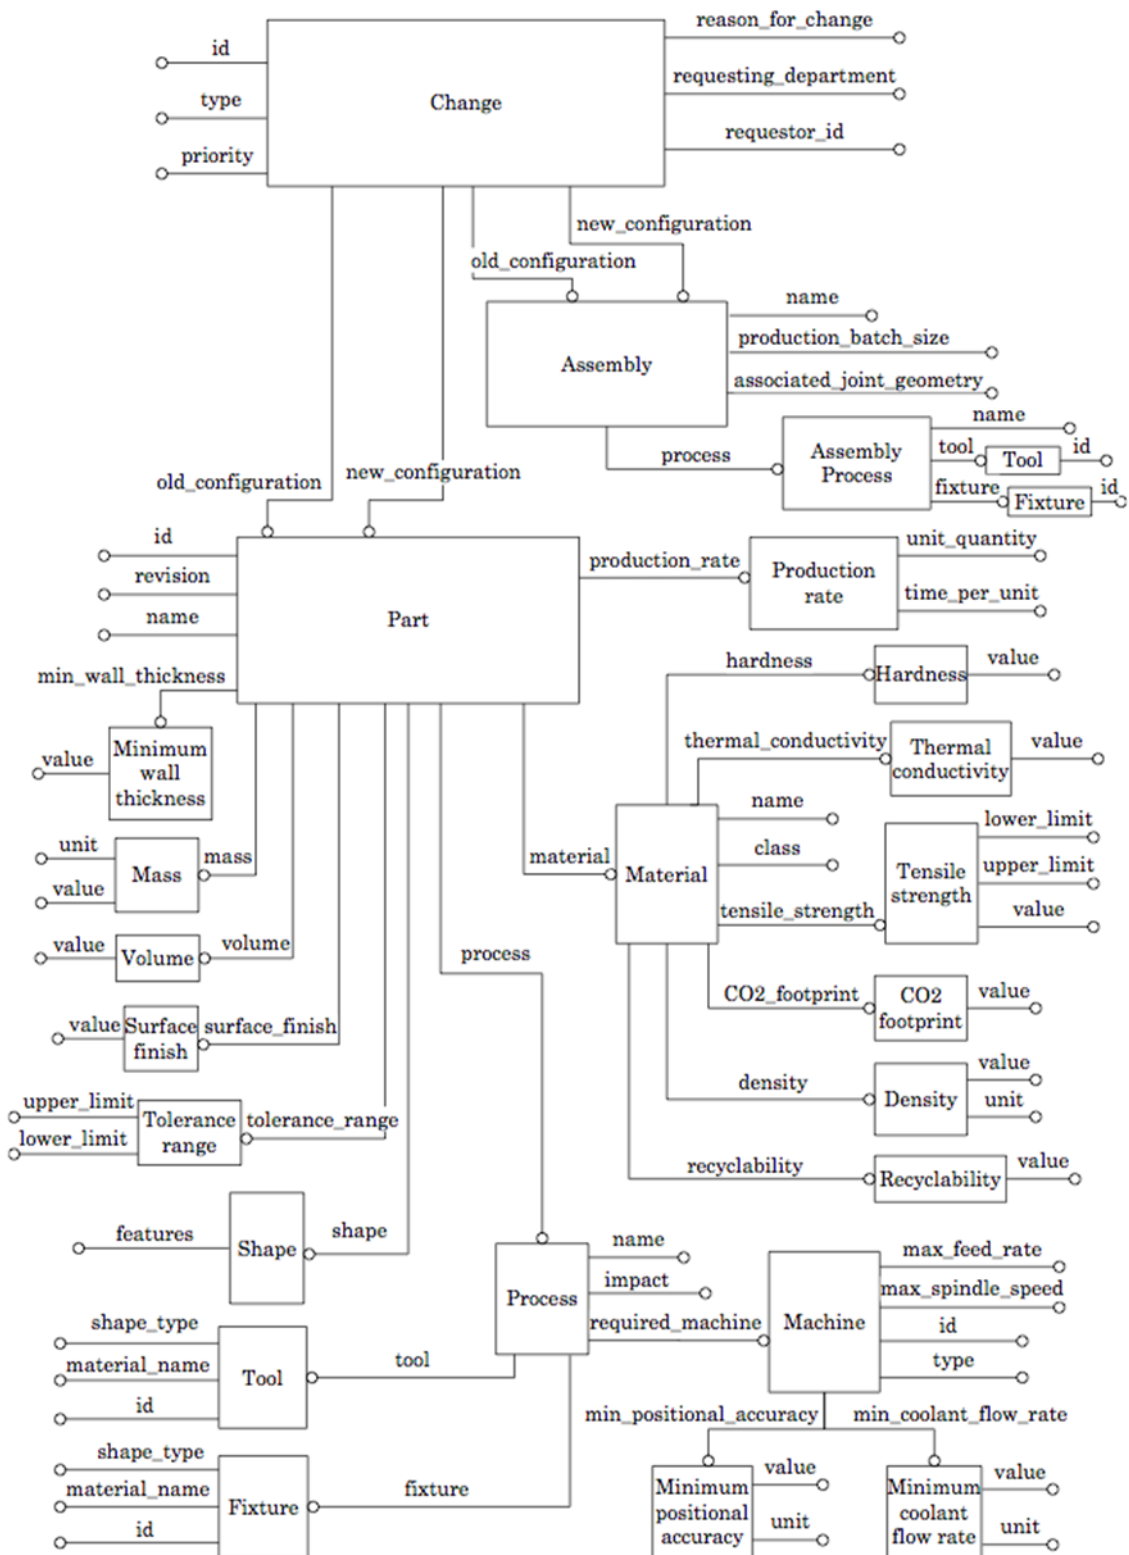 reason_for_change
id
requesting_department
type
Change
requestor_id
priority
new_configuration
old_configuration
name
production_batch_size
Assembly
associated_joint_geometry
name
process
Assembly
Process
tool
Tool
id
fixture
Fixture
id
old_configuration
new_configuration
id
revision
name
Part
production_rate
Production
rate
unit_quantity
time_per_unit
min_wall_thickness
hardness
Hardness
value
value
Minimum
wall
thickness
thermal_conductivity
Thermal
conductivity
value
name
class
material
Material
tensile_strength
Tensile
strength
lower_limit
upper_limit
value
unit
value
Mass
mass
value
Volume
volume
process
CO2_footprint
CO2
footprint
value
value
Surface
finish
surface_finish
density
Density
value
unit
upper_limit
lower_limit
Tolerance
range
tolerance_range
recyclability
Recyclability
value
features
Shape
shape
name
impact
Process
required_machine
Machine
max_feed_rate
max_spindle_speed
id
type
shape_type
material_name
id
Tool
tool
min_positional_accuracy
min_coolant_flow_rate
shape_type
material_name
id
Fixture
fixture
Minimum
positional
accuracy
value
unit
Minimum
coolant
flow rate
value
unit